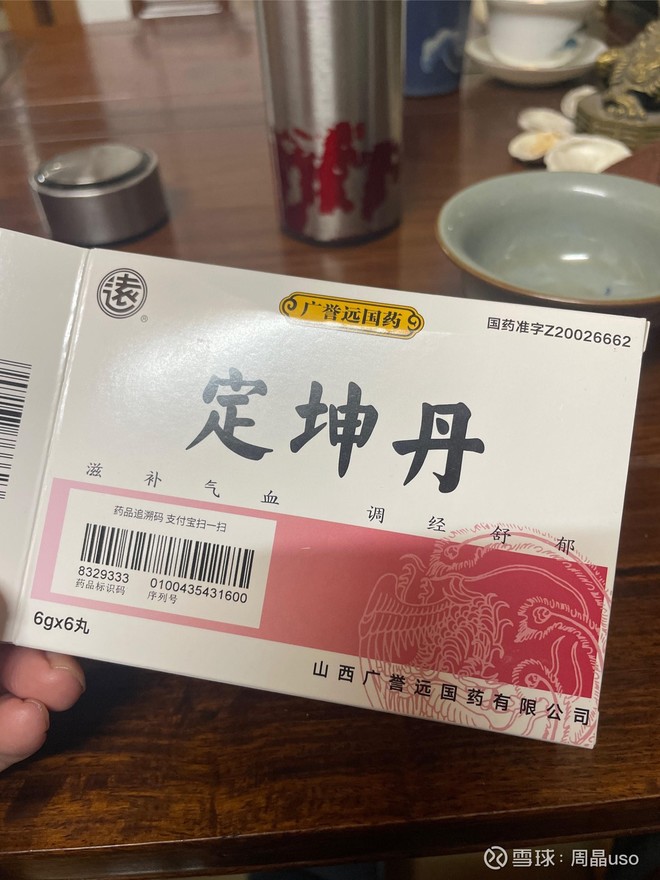 遠
®
广誉远国药
国药准字Z20026662
定坤丹
滋补气血 调经舒郁
药品追溯码 支付宝扫一扫
8329333 0100435431600
药品标识码 序列号
6gx6丸
山西广誉远国药有限公司
雪球:周晶uso